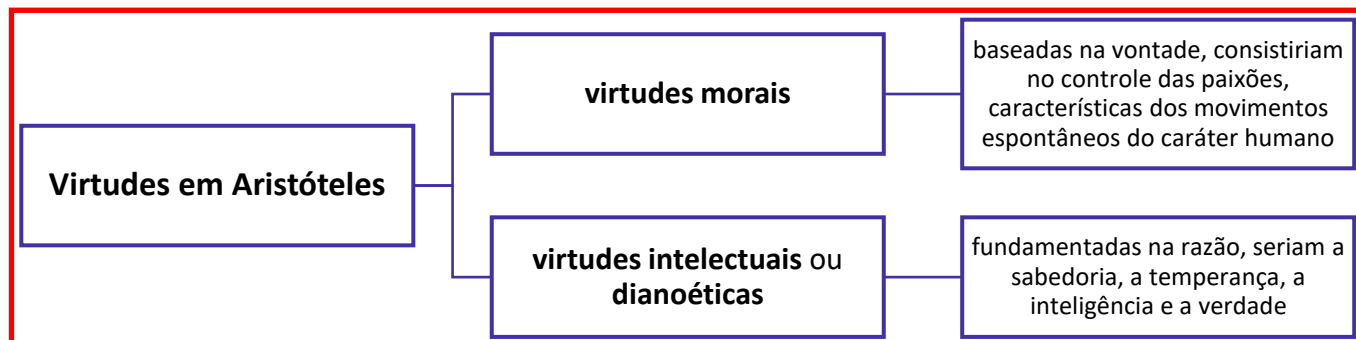 Virtudes em Aristóteles
virtudes morais
baseadas na vontade, consistiriam
no controle das paixões,
características dos movimentos
espontâneos do caráter humano
virtudes intelectuais ou
dianoéticas
fundamentadas na razão, seriam a
sabedoria, a temperança, a
inteligência e a verdade